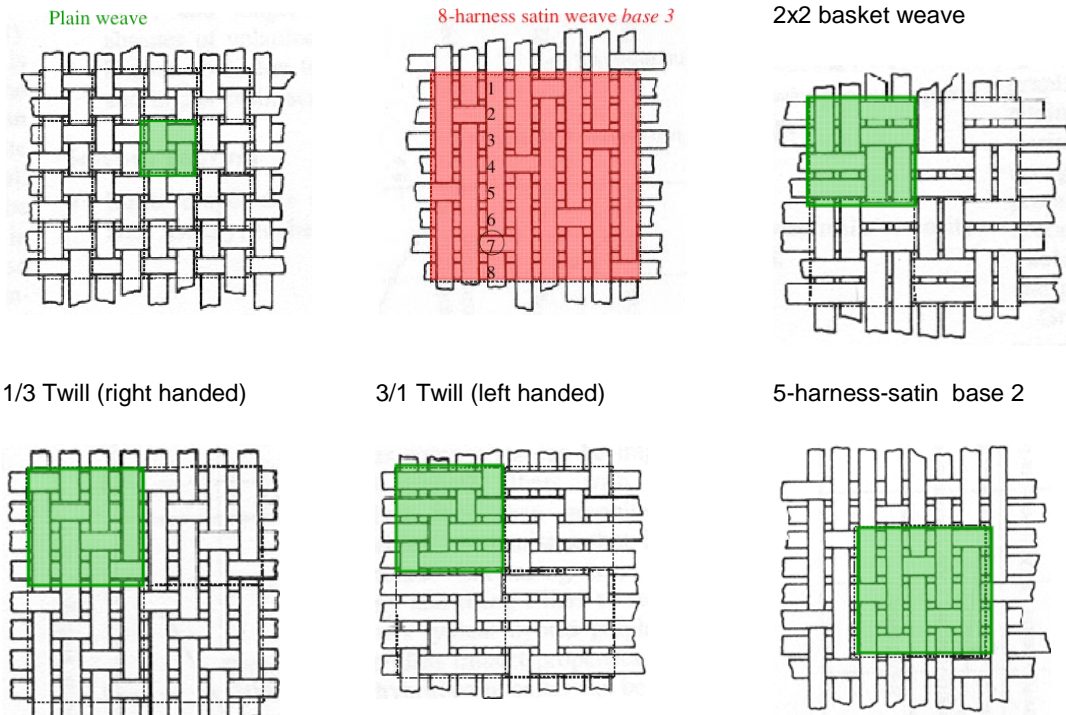 Plain weave
8-harness satin weave base 3
2x2 basket weave
1
2
3
4
5
6
7
8
1/3 Twill (right handed)
3/1 Twill (left handed)
5-harness-satin base 2